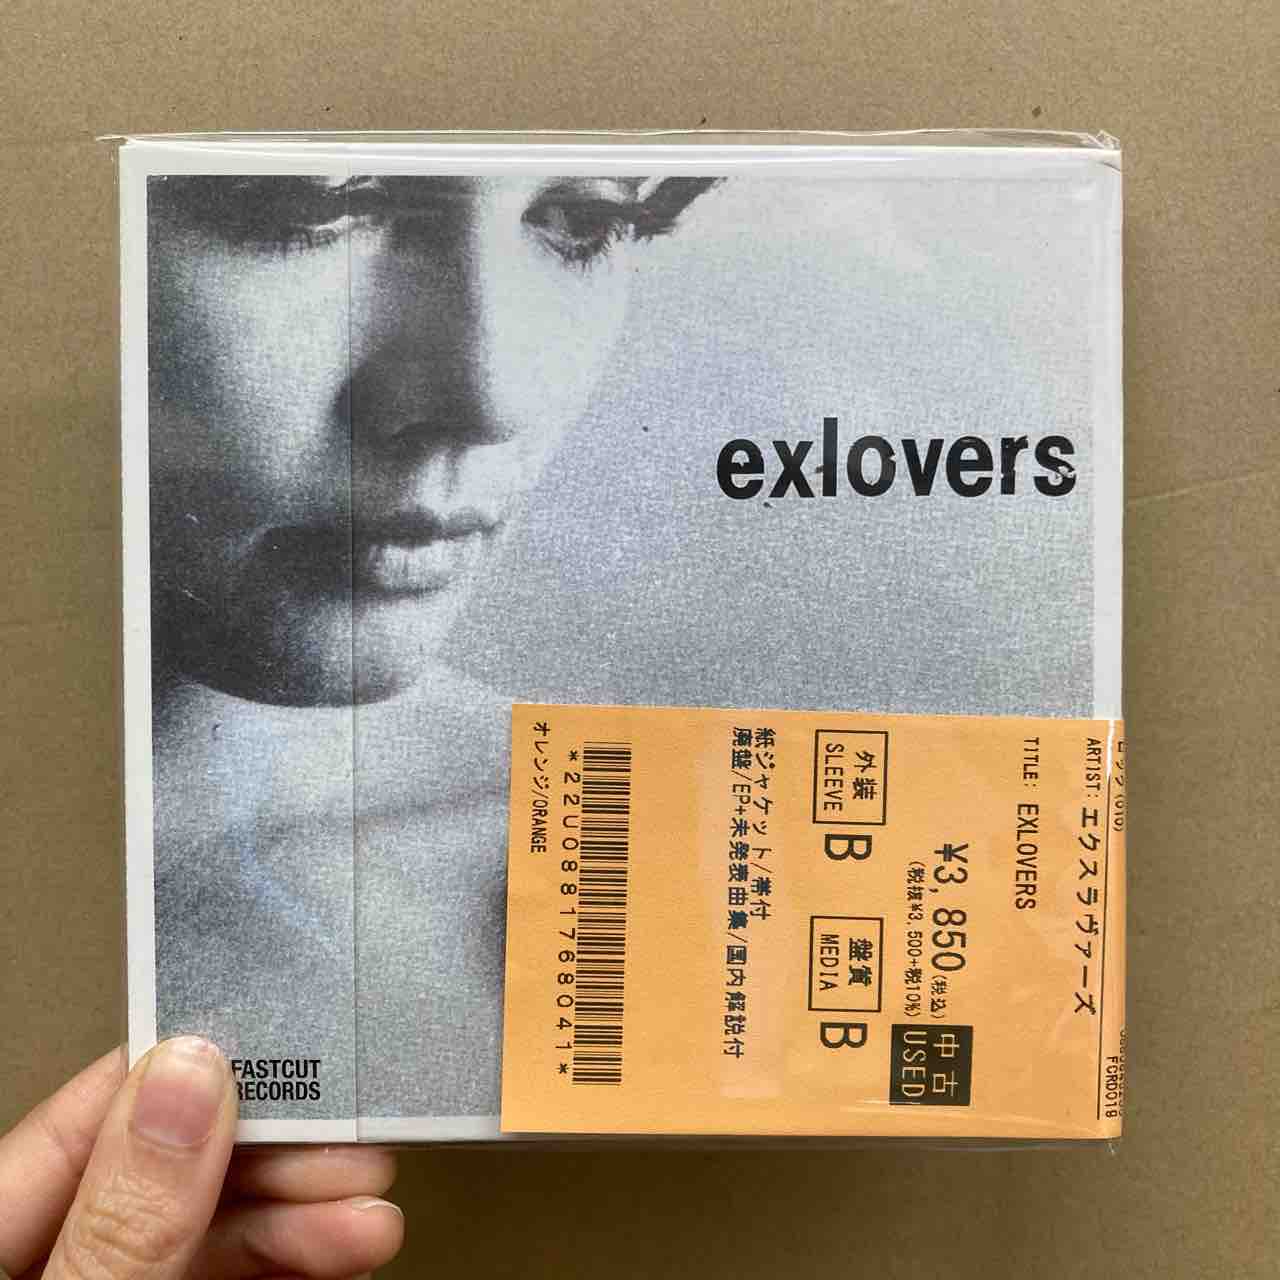 exlovers
FASTCUT
RECORDS
ARTIST: エクスラヴァーズ
FCRD018
TITLE: EXLOVERS
¥3,850(税込)
(税抜¥3,500+税10%)
中古
USED
外装
SLEEVE
B
盤質
MEDIA
B
紙ジャケット/帯付
廃盤/EP+未発表曲集/国内解説付
*22U0881768041*
オレンジ/ORANGE